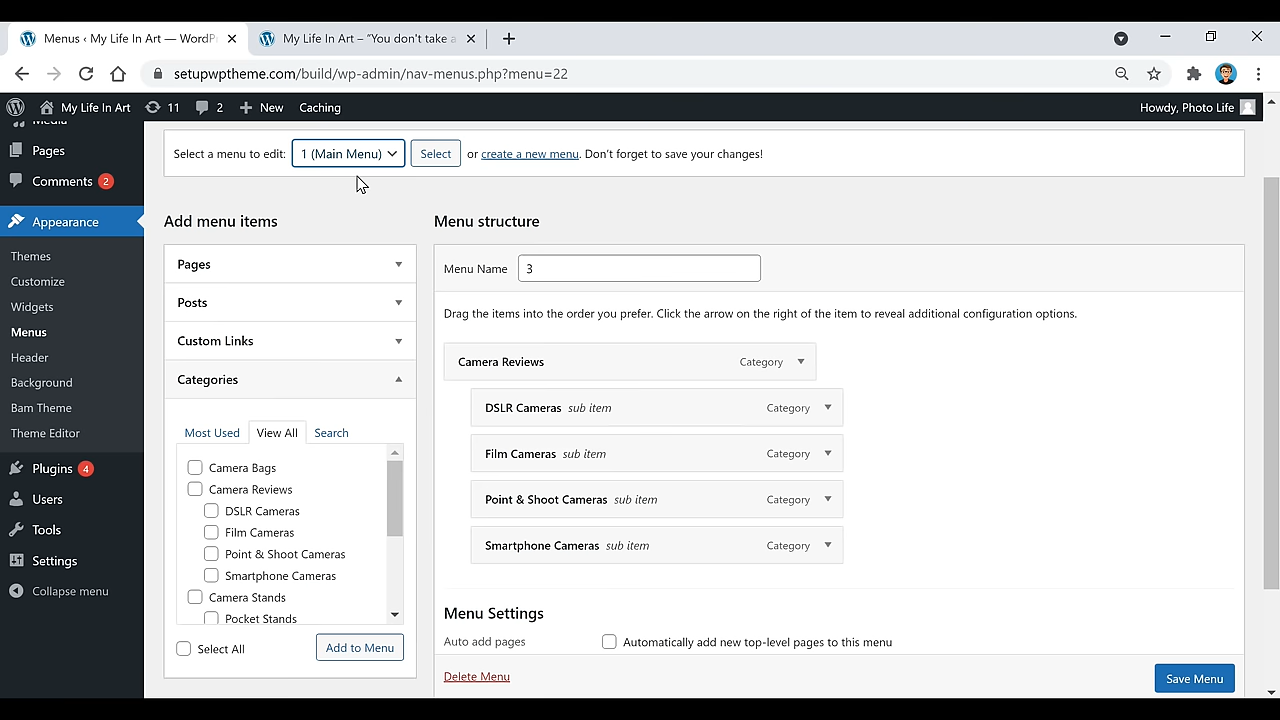 Menus ‹ My Life In Art — WordPr
My Life In Art – "You don't take a
setupwptheme.com/build/wp-admin/nav-menus.php?menu=22
My Life In Art 11 2 New Caching Howdy, Photo Life
Media
Pages
Comments 2
Appearance
Themes
Customize
Widgets
Menus
Header
Background
Bam Theme
Theme Editor
Plugins 4
Users
Tools
Settings
Collapse menu
Select a menu to edit: 1 (Main Menu) Select or create a new menu. Don't forget to save your changes!
Add menu items
Pages
Posts
Custom Links
Categories
Most Used View All Search
Camera Bags
Camera Reviews
DSLR Cameras
Film Cameras
Point & Shoot Cameras
Smartphone Cameras
Camera Stands
Pocket Stands
Select All Add to Menu
Menu structure
Menu Name 3
Drag the items into the order you prefer. Click the arrow on the right of the item to reveal additional configuration options.
Camera Reviews Category
DSLR Cameras sub item Category
Film Cameras sub item Category
Point & Shoot Cameras sub item Category
Smartphone Cameras sub item Category
Menu Settings
Auto add pages Automatically add new top-level pages to this menu
Delete Menu Save Menu